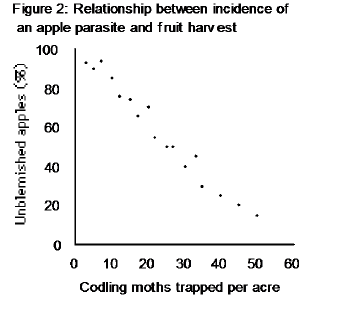 Figure 2: Relationship between incidence of
an apple parasite and fruit harvest
Unblemished apples (%)
100
80
60
40
20
0
0 10 20 30 40 50 60
Codling moths trapped per acre